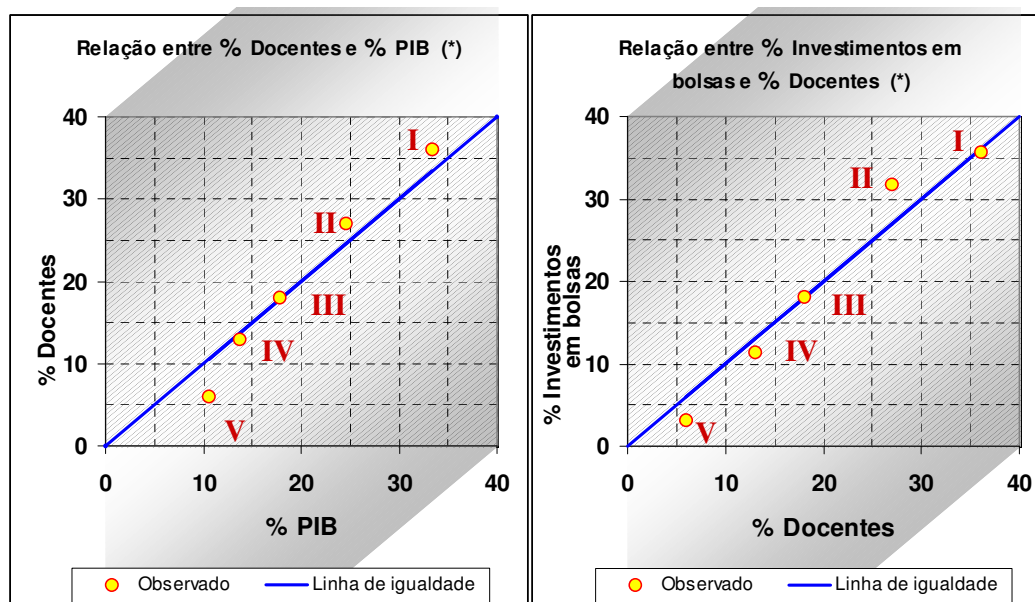 Relação entre % Docentes e % PIB (*)
40
30
20
10
0
% Docentes
I
II
III
IV
V
0 10 20 30 40
% PIB
Observado Linha de igualdade
Relação entre % Investimentos em
bolsas e % Docentes (*)
40
30
20
10
0
% Investimentos
em bolsas
I
II
III
IV
V
0 10 20 30 40
% Docentes
Observado Linha de igualdade